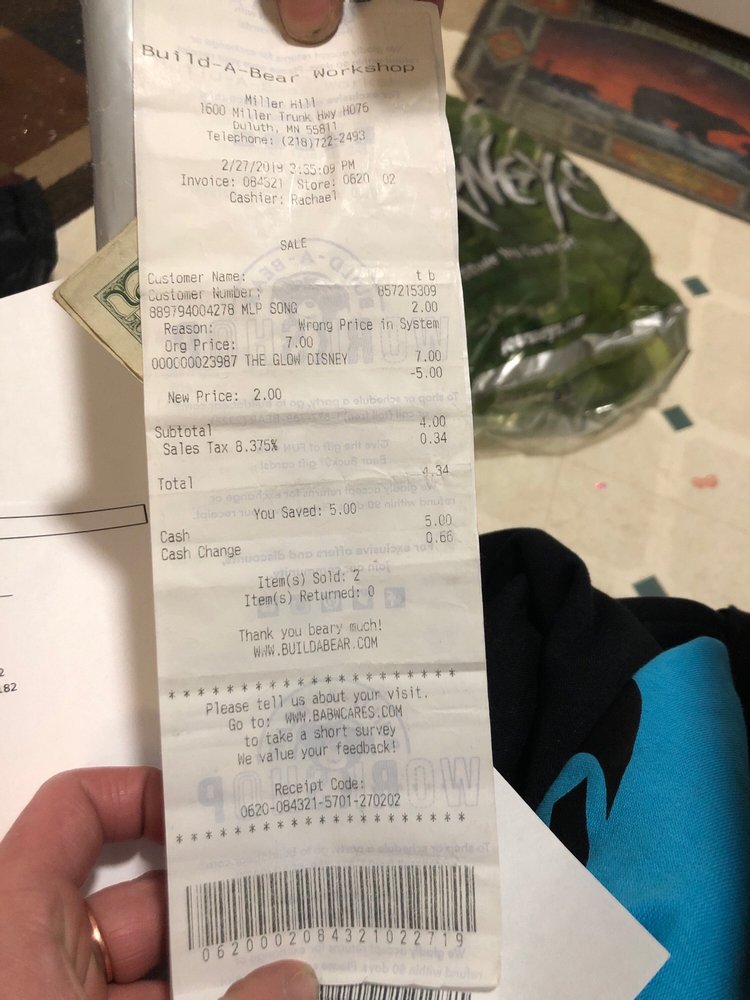 Build-A-Bear Workshop
Miller Hill
1600 Miller Trunk Hwy H076
Duluth, MN 55811
Telephone: (218)722-2493
2/27/2019 3:35:09 PM
Invoice: 084321 Store: 0620 02
Cashier: Rachael
SALE
Customer Name: t b
Customer Number: 857215309
889794004278 MLP SONG 2.00
Reason: Wrong Price in System
Org Price: 7.00
000000023987 THE GLOW DISNEY 7.00
-5.00
New Price: 2.00
Subtotal 4.00
Sales Tax 8.375% 0.34
Total 4.34
You Saved: 5.00
Cash 5.00
Cash Change 0.66
Item(s) Sold: 2
Item(s) Returned: 0
Thank you beary much!
WWW.BUILDABEAR.COM
* * * * * * * * * * * * * * * * * * *
Please tell us about your visit.
Go to: WWW.BABWCARES.COM
to take a short survey
We value your feedback!
Receipt Code:
0620-084321-5701-270202
* * * * * * * * * * * * * * * * * * *
0620002084321022719
2
182